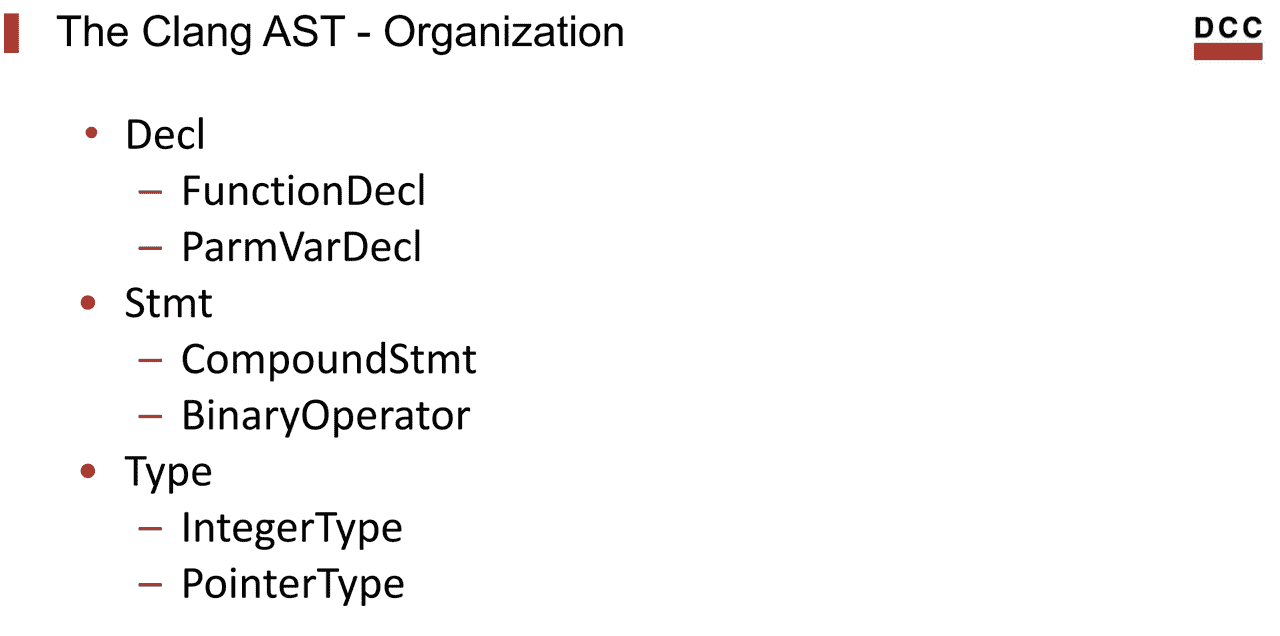 The Clang AST - Organization
DCC
• Decl
– FunctionDecl
– ParmVarDecl
• Stmt
– CompoundStmt
– BinaryOperator
• Type
– IntegerType
– PointerType